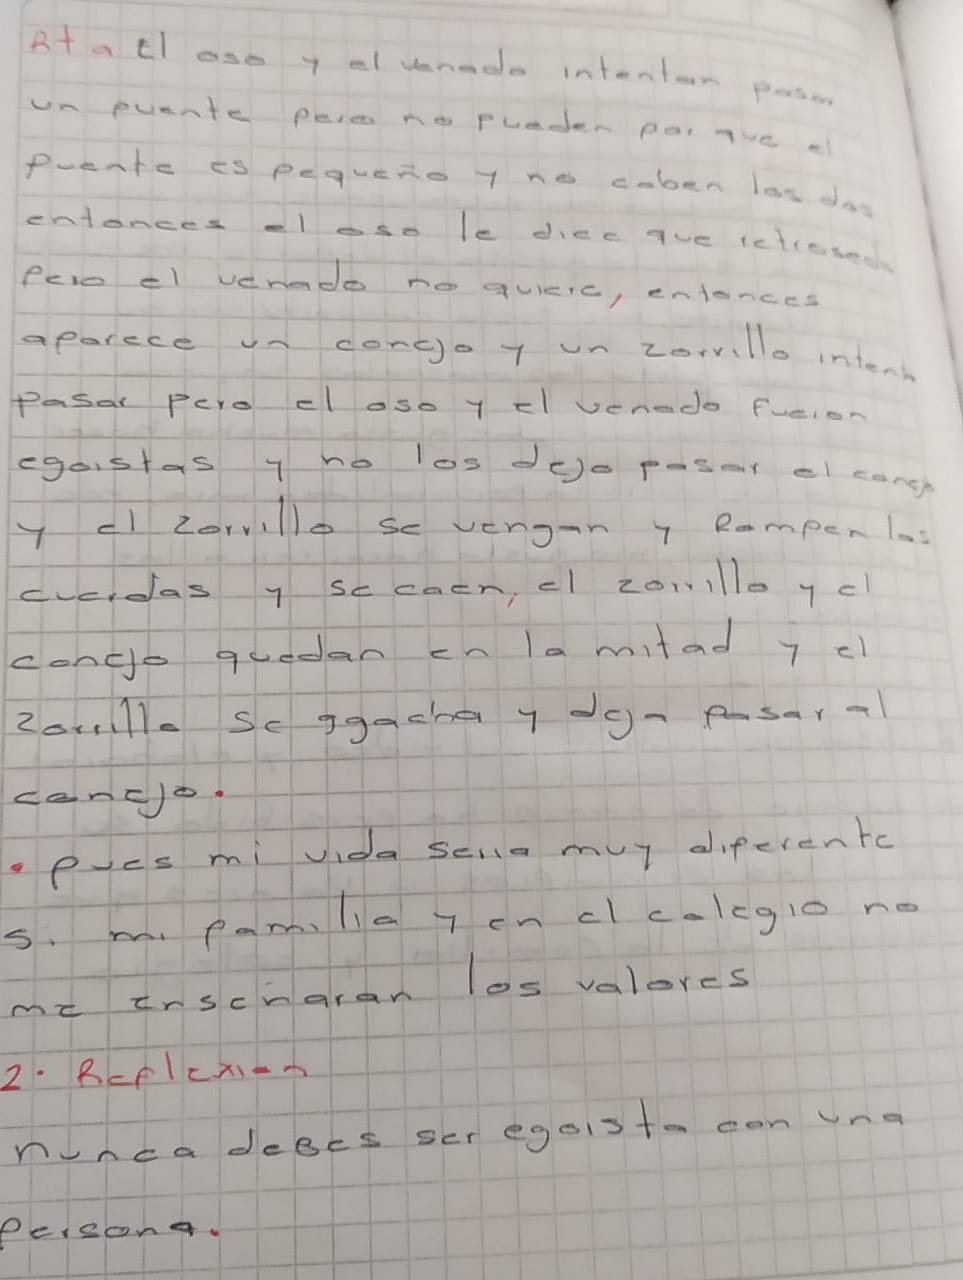 Rta El oso y el venado intentan pasar
un puente pero no pueden por que el
puente es pequeño y no caben los dos
entonces el oso le dice que retroseda
Pero el venado no quiere, entonces
aparece un conejo y un zorrillo intenta
pasar pero el oso y el venado fueron
egoistas y no los dejo pasar el conejo
y el zorrillo se vengan y Rompen las
cuerdas y se caen, el zorrillo y el
conejo quedan en la mitad y el
zorrillo se agacha y deja pasar al
conejo.
• pues mi vida seria muy diferente
si mi familia y en el colegio no
me enseñaran los valores
2. Reflexion
nunca debes ser egoista con una
persona.